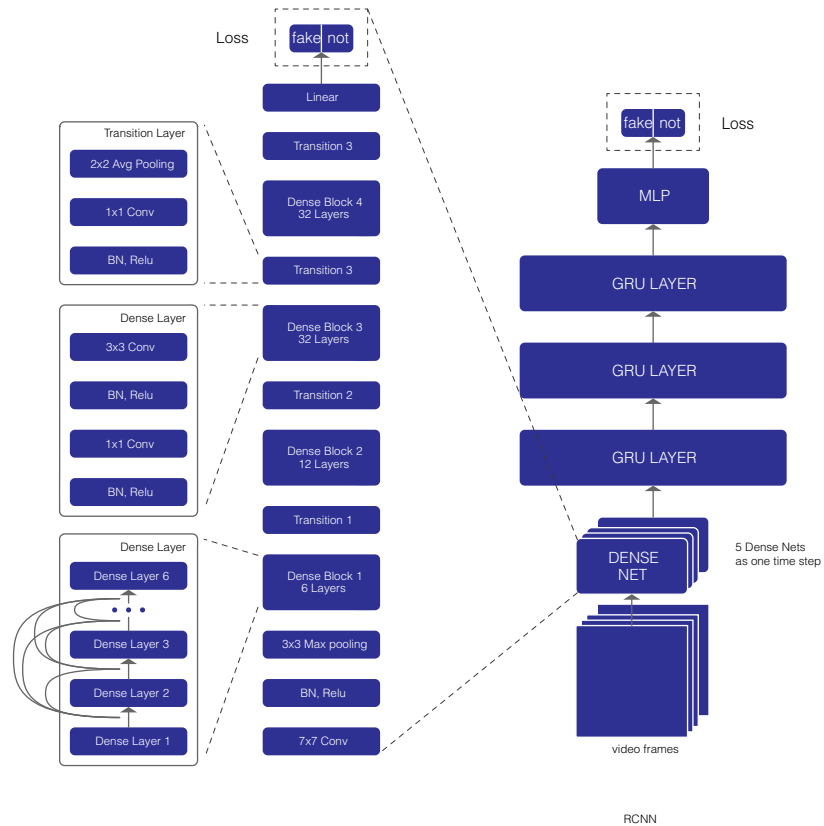 Loss
fake not
Linear
Transition 3
Dense Block 4
32 Layers
Transition 3
Dense Block 3
32 Layers
Transition 2
Dense Block 2
12 Layers
Transition 1
Dense Block 1
6 Layers
3x3 Max pooling
BN, Relu
7x7 Conv
Transition Layer
2x2 Avg Pooling
1x1 Conv
BN, Relu
Dense Layer
3x3 Conv
BN, Relu
1x1 Conv
BN, Relu
Dense Layer
Dense Layer 6
Dense Layer 3
Dense Layer 2
Dense Layer 1
fake not
Loss
MLP
GRU LAYER
GRU LAYER
GRU LAYER
DENSE
NET
5 Dense Nets
as one time step
video frames
RCNN